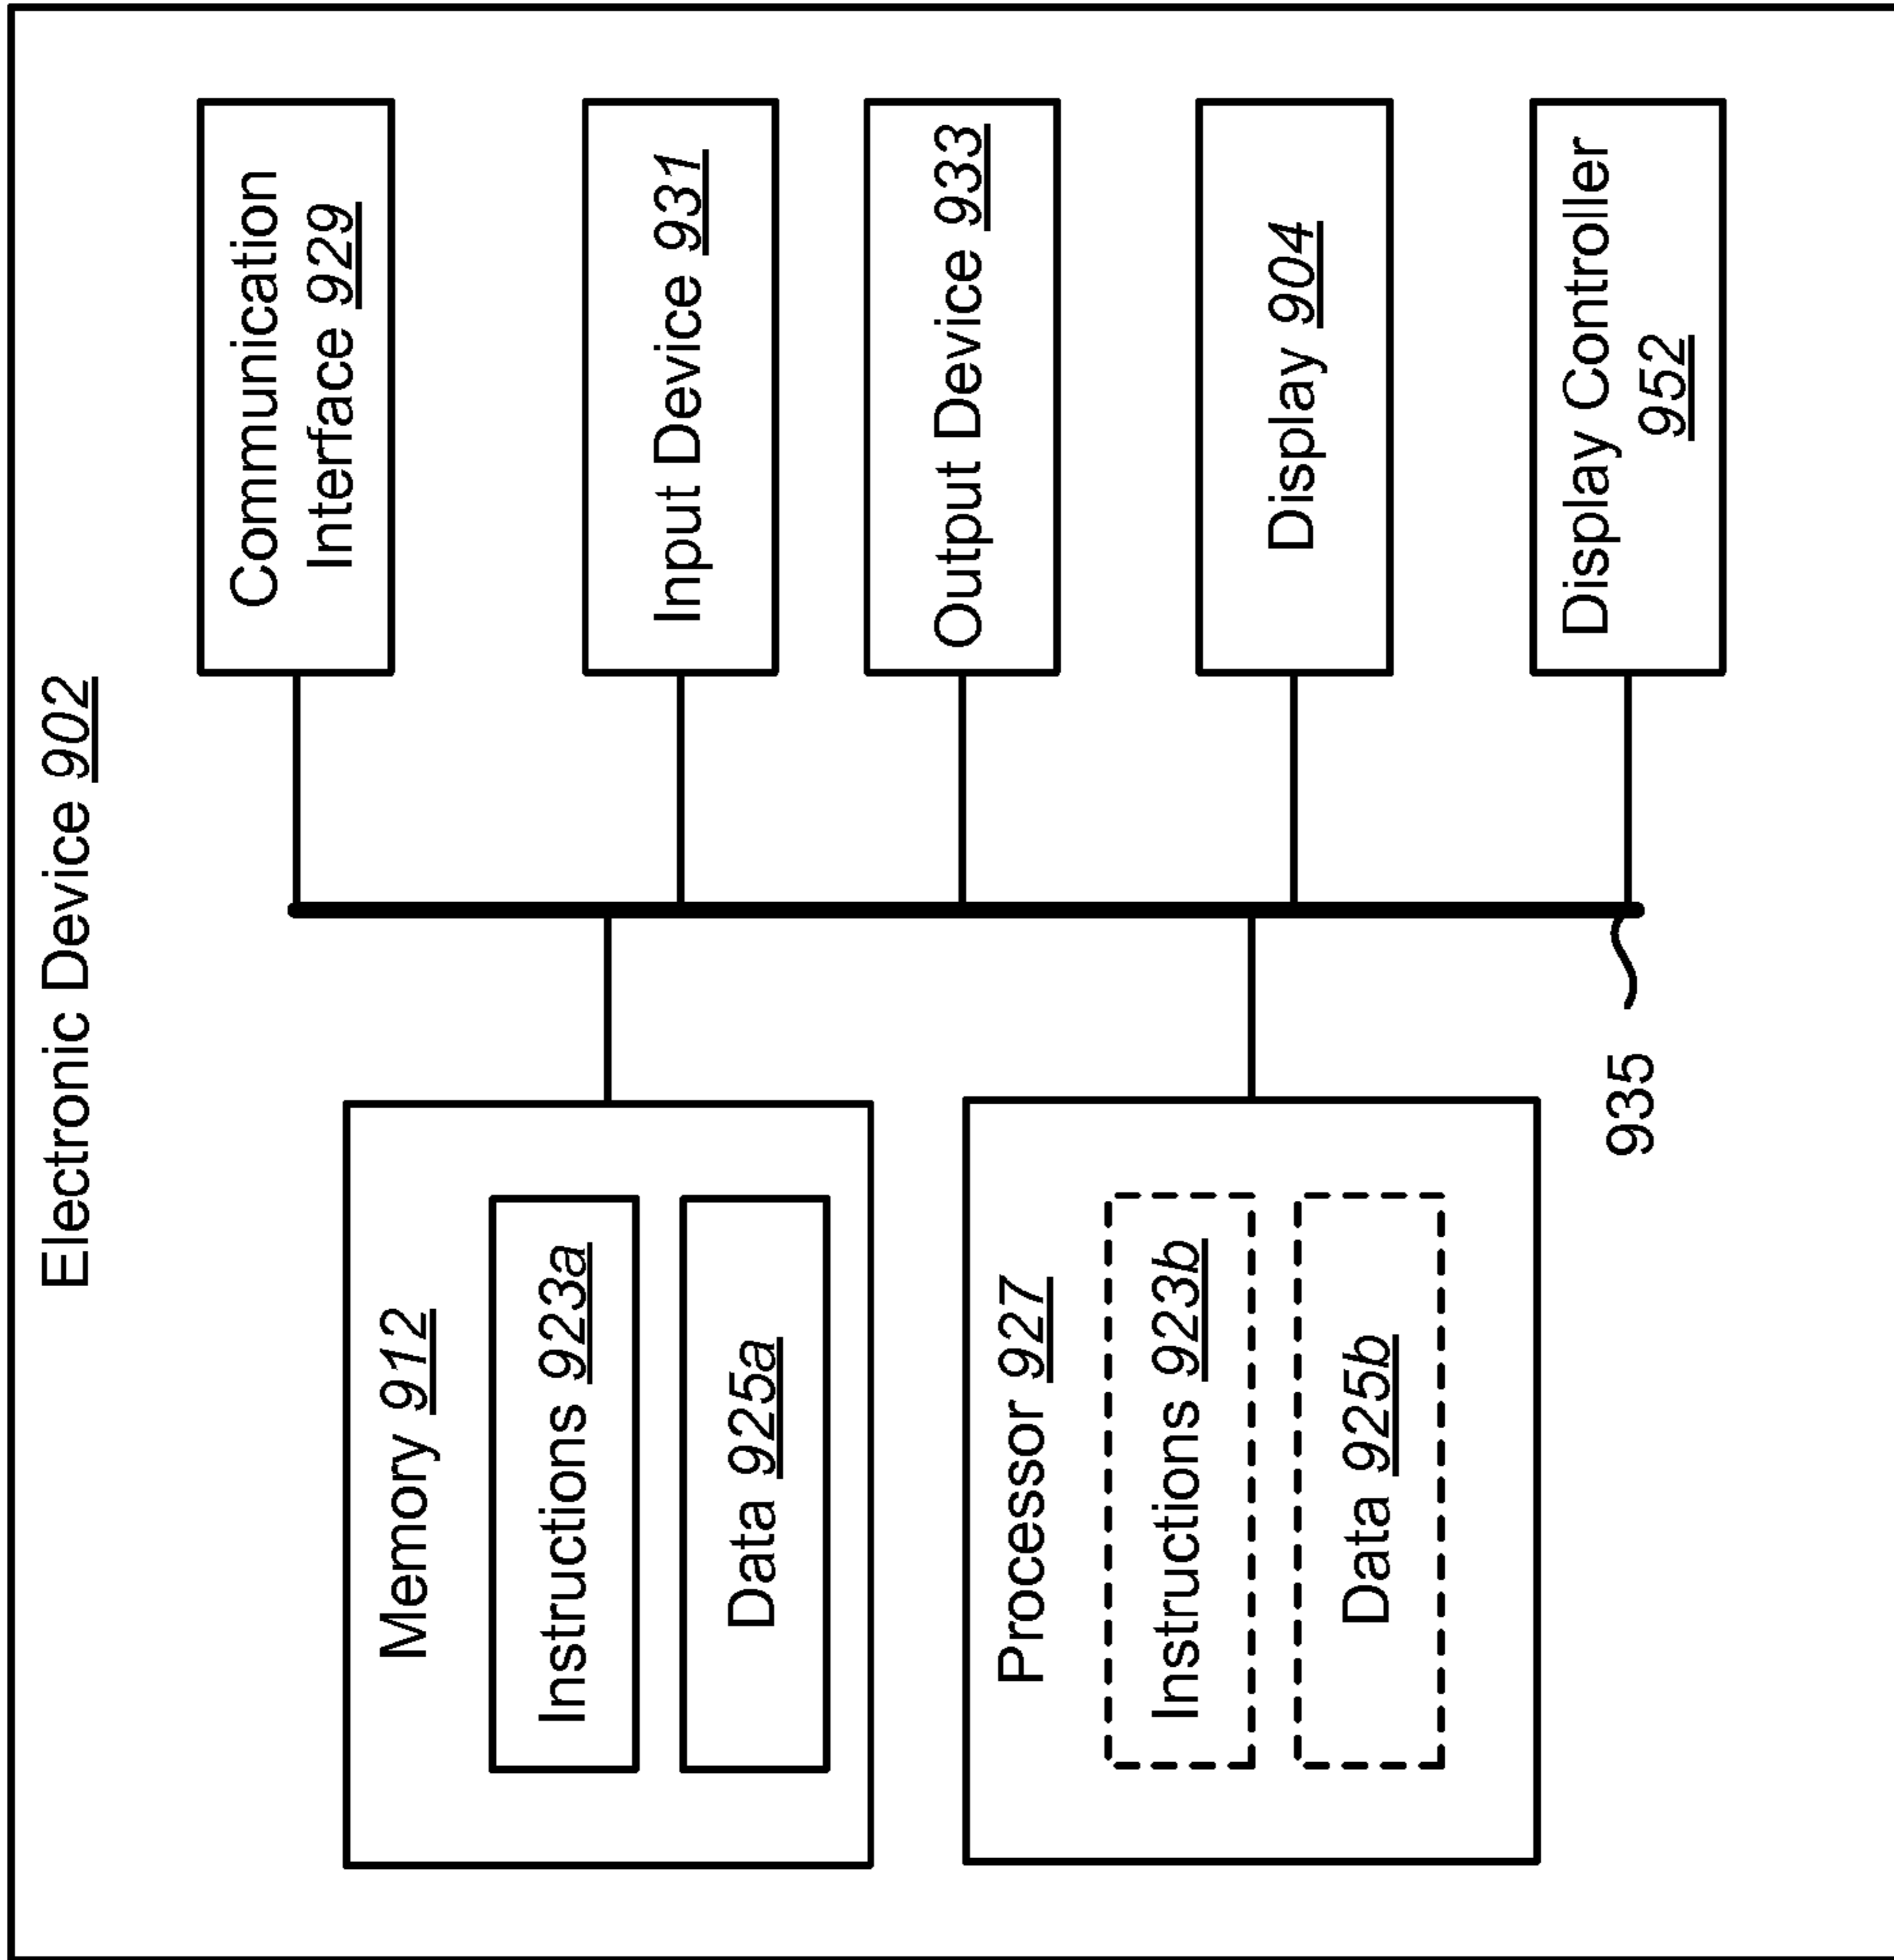 Electronic Device 902
Memory 912
Instructions 923a
Data 925a
Processor 927
Instructions 923b
Data 925b
935
Communication
Interface 929
Input Device 931
Output Device 933
Display 904
Display Controller
952